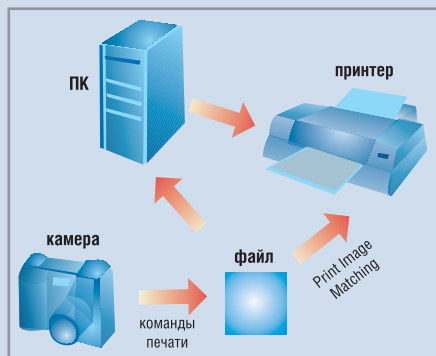 ПК
принтер
камера
файл
команды
печати
Print Image
Matching